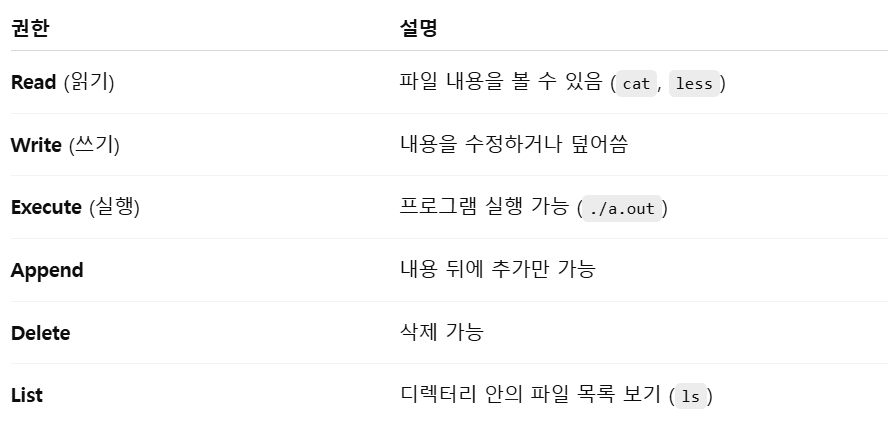 권한 설명
Read (읽기) 파일 내용을 볼 수 있음 (cat, less)
Write (쓰기) 내용을 수정하거나 덮어씀
Execute (실행) 프로그램 실행 가능 (./a.out)
Append 내용 뒤에 추가만 가능
Delete 삭제 가능
List 디렉터리 안의 파일 목록 보기 (ls)